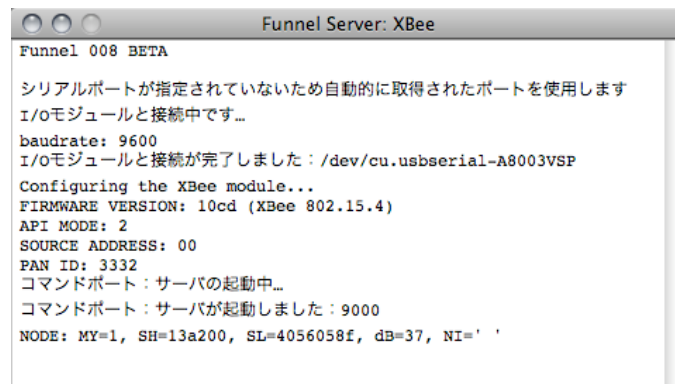 Funnel Server: XBee
Funnel 008 BETA
シリアルポートが指定されていないため自動的に取得されたポートを使用します
I/Oモジュールと接続中です…
baudrate: 9600
I/Oモジュールと接続が完了しました：/dev/cu.usbserial-A8003VSP
Configuring the XBee module...
FIRMWARE VERSION: 10cd (XBee 802.15.4)
API MODE: 2
SOURCE ADDRESS: 00
PAN ID: 3332
コマンドポート：サーバの起動中…
コマンドポート：サーバが起動しました：9000
NODE: MY=1, SH=13a200, SL=4056058f, dB=37, NI=' '